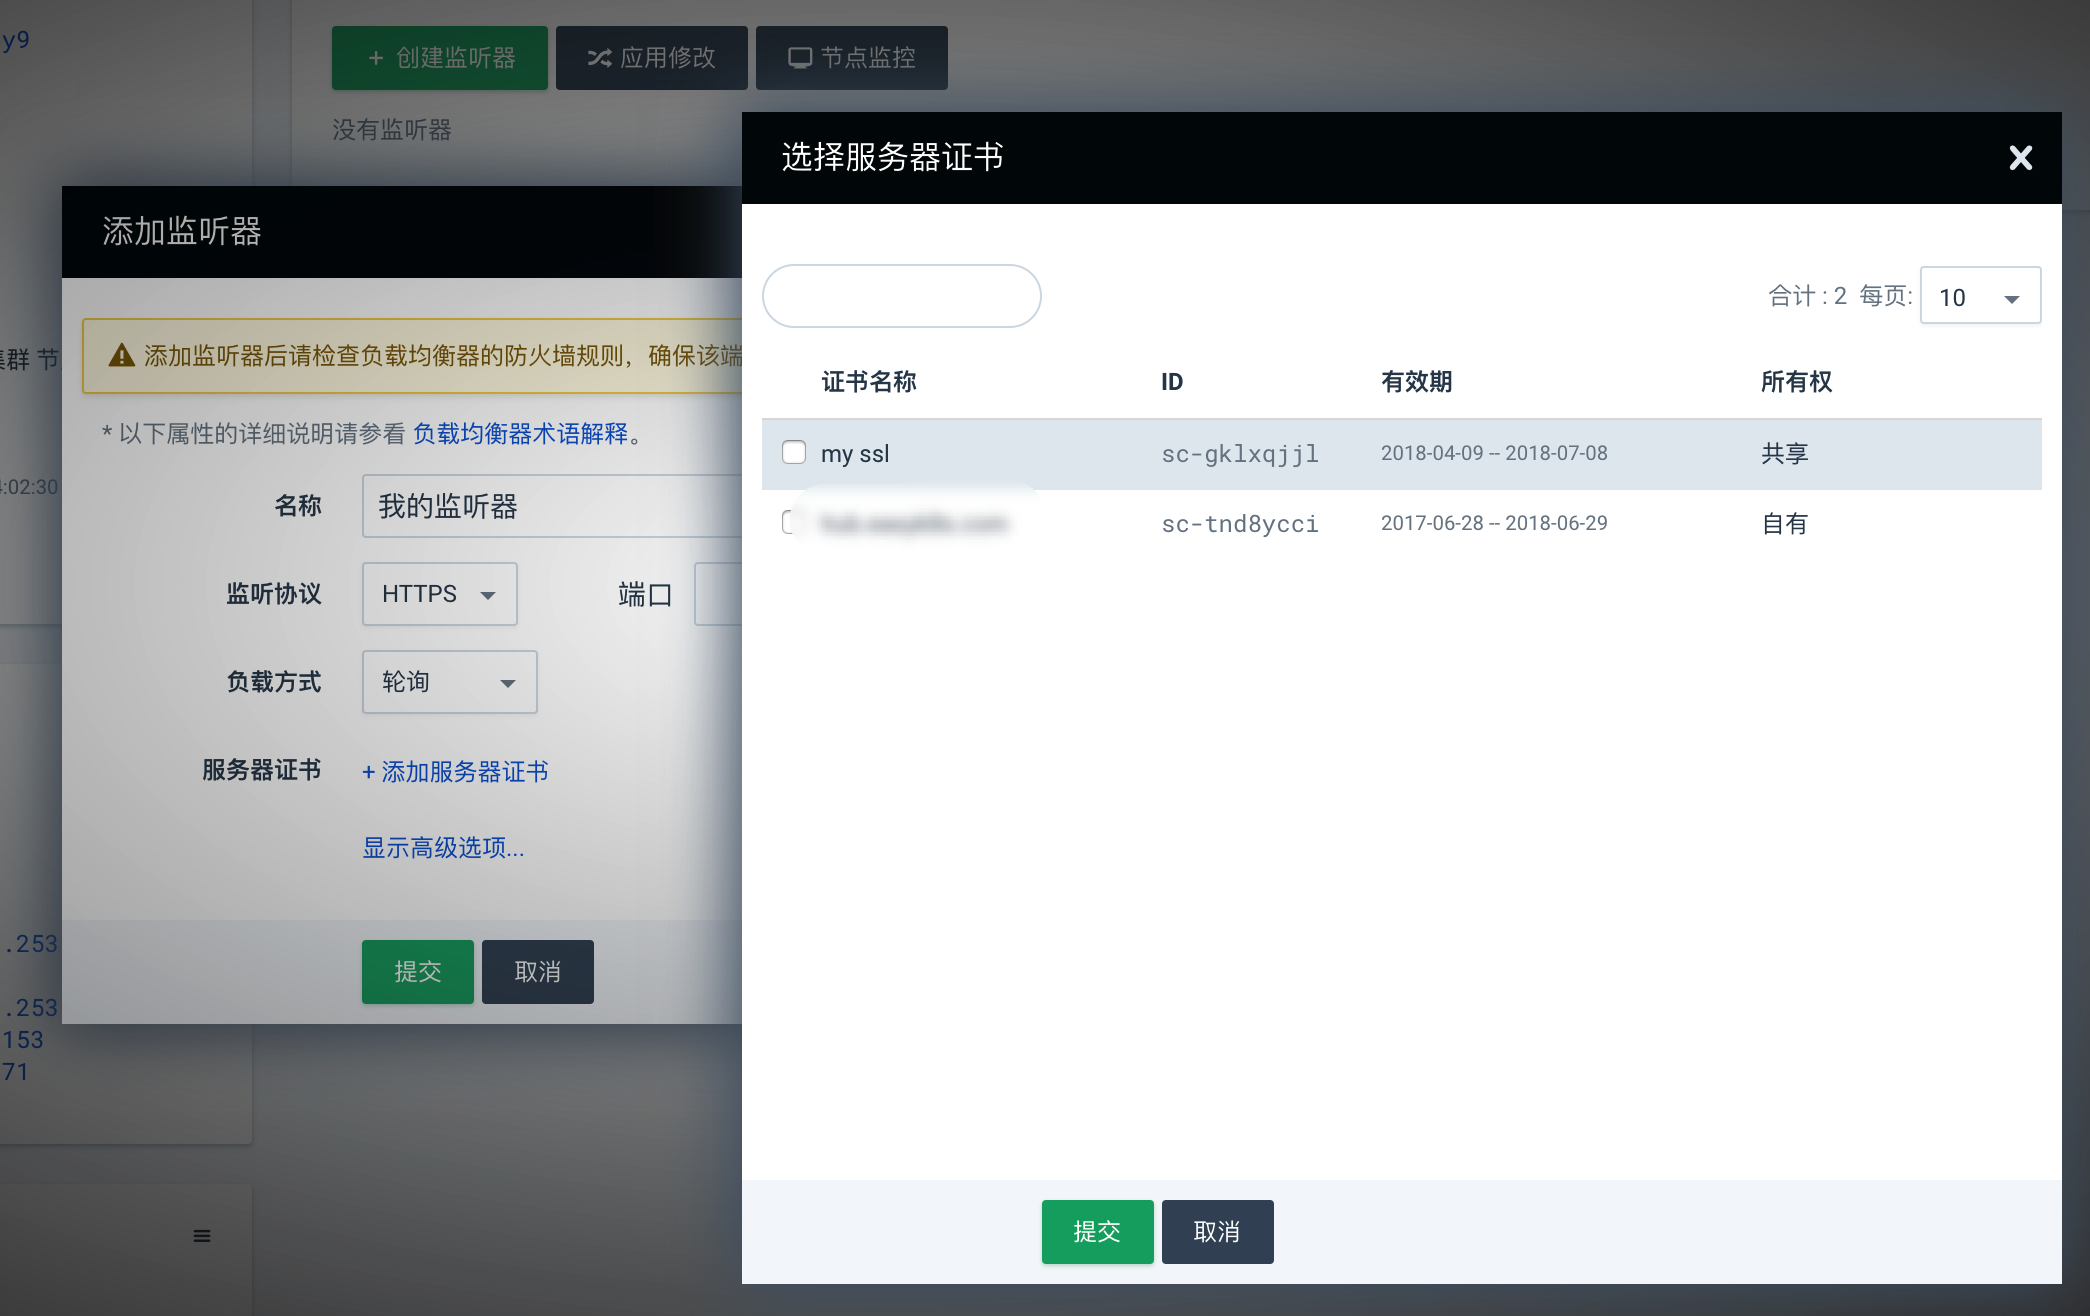 y9
+ 创建监听器
应用修改
节点监控
没有监听器
集群 节
4:02:30
.253
.253
153
71
添加监听器
添加监听器后请检查负载均衡器的防火墙规则，确保该端
* 以下属性的详细说明请参看 负载均衡器术语解释。
名称 我的监听器
监听协议 HTTPS 端口
负载方式 轮询
服务器证书 + 添加服务器证书
显示高级选项...
提交 取消
选择服务器证书
合计 : 2 每页: 10
证书名称 ID 有效期 所有权
my ssl sc-gklxqjjl 2018-04-09 -- 2018-07-08 共享
sc-tnd8ycci 2017-06-28 -- 2018-06-29 自有
提交 取消